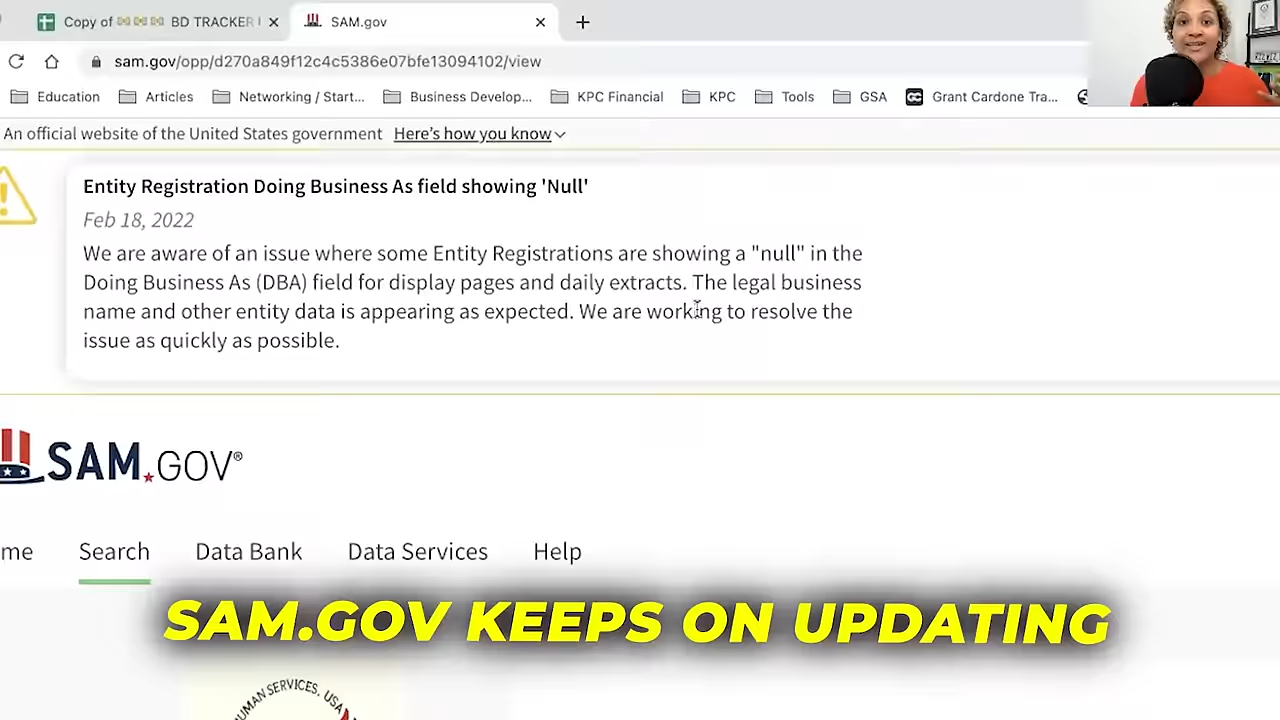 Copy of BD TRACKER
SAM.gov
sam.gov/opp/d270a849f12c4c5386e07bfe13094102/view
Education Articles Networking / Start... Business Develop... KPC Financial KPC Tools GSA GC Grant Cardone Tra...
An official website of the United States government Here's how you know
Entity Registration Doing Business As field showing 'Null'
Feb 18, 2022
We are aware of an issue where some Entity Registrations are showing a "null" in the
Doing Business As (DBA) field for display pages and daily extracts. The legal business
name and other entity data is appearing as expected. We are working to resolve the
issue as quickly as possible.
SAM.GOV®
me Search Data Bank Data Services Help
SAM.GOV KEEPS ON UPDATING
UMAN SERVICES. USA